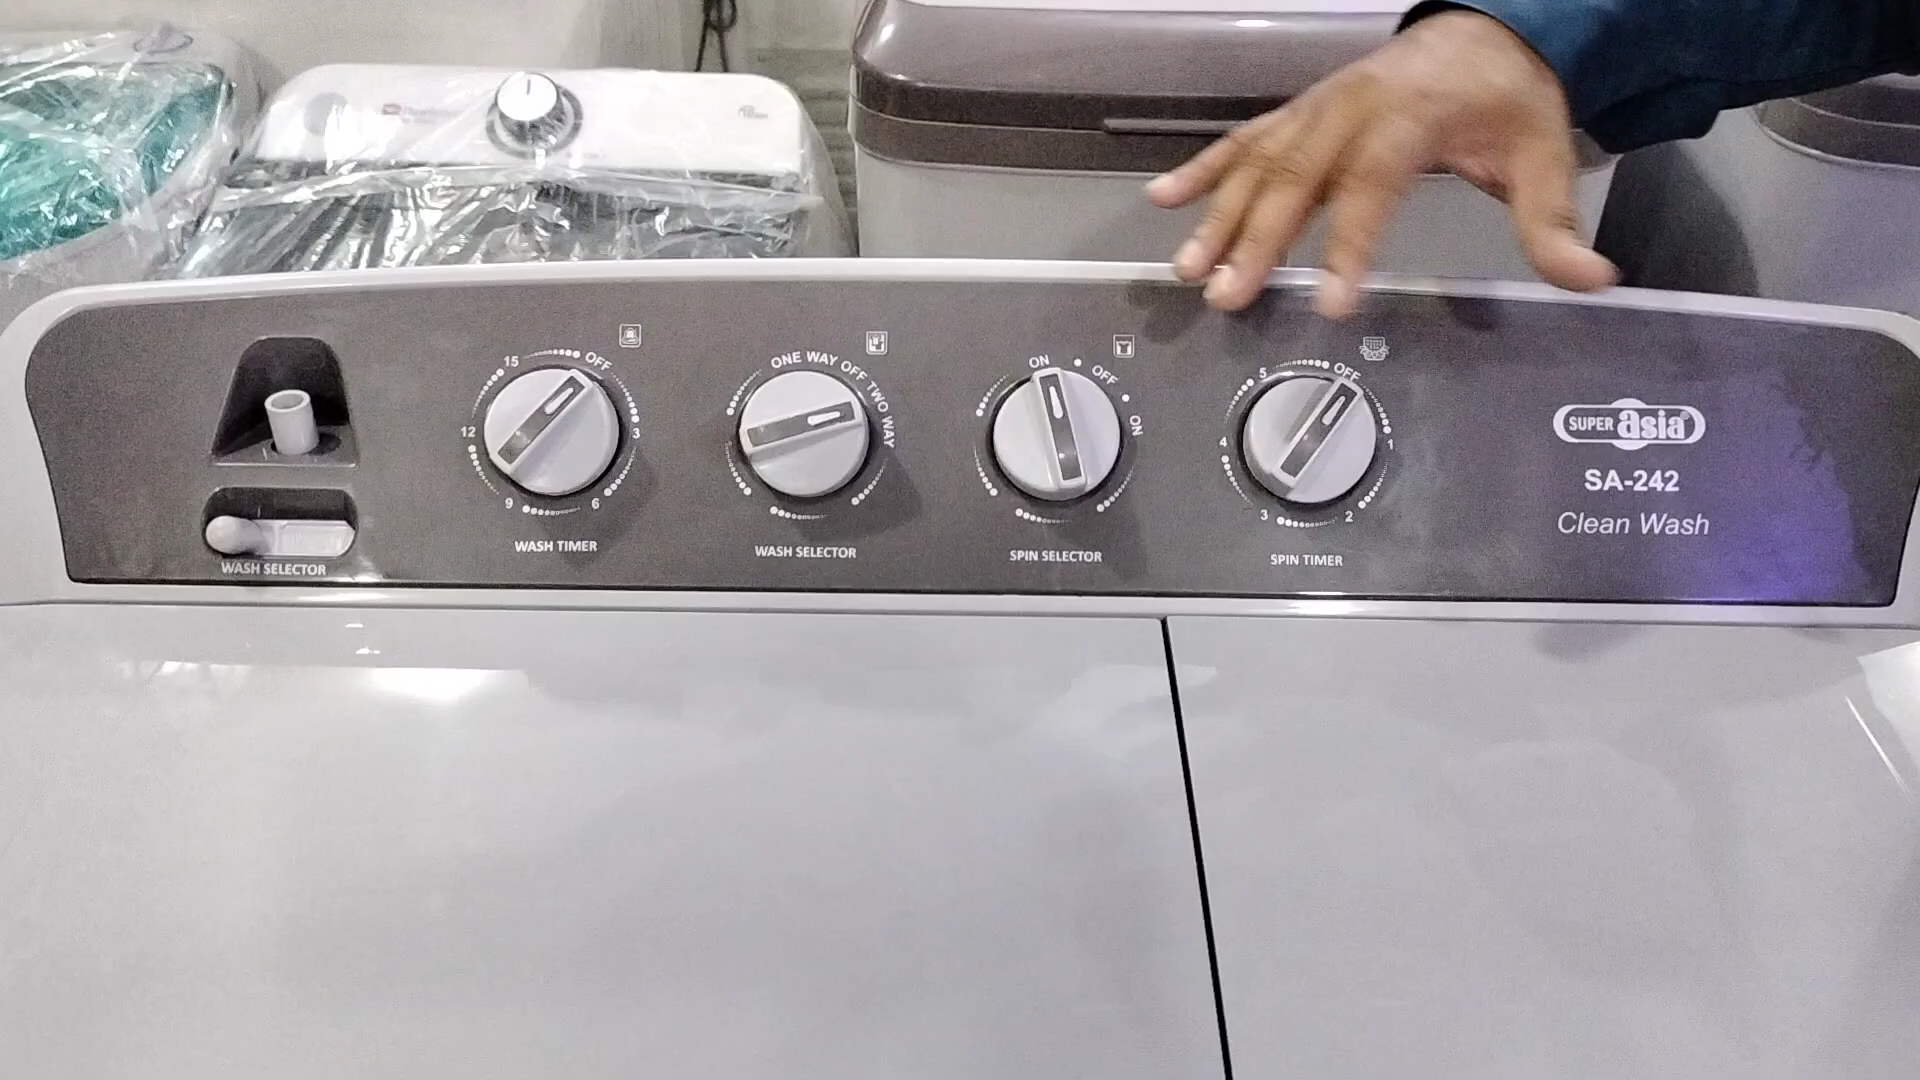 15 OFF
12 3
9 6
WASH TIMER
ONE WAY OFF TWO WAY
WASH SELECTOR
ON OFF ON
SPIN SELECTOR
5 OFF
4 1
3 2
SPIN TIMER
WASH SELECTOR
SUPER asia®
SA-242
Clean Wash